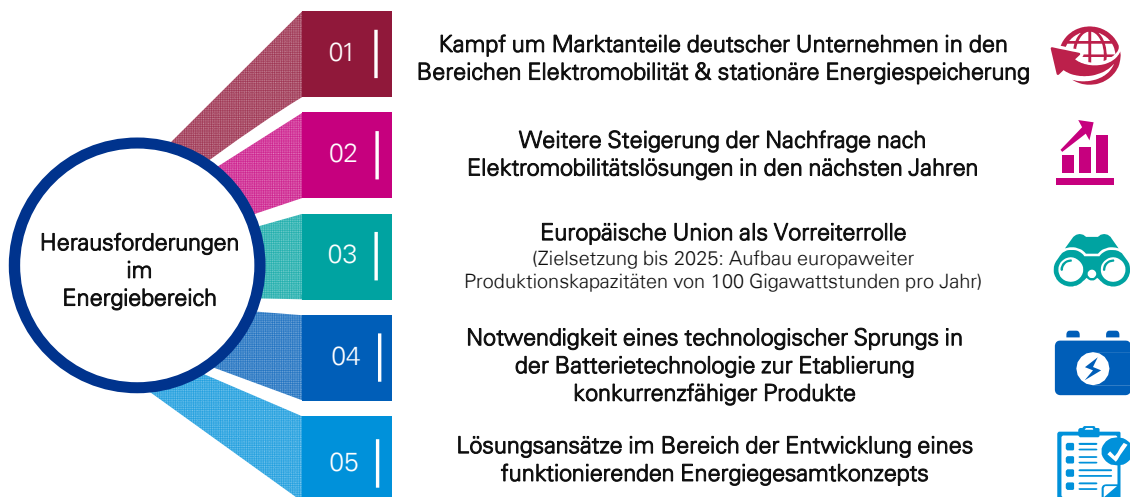 Herausforderungen
im
Energiebereich
01
Kampf um Marktanteile deutscher Unternehmen in den
Bereichen Elektromobilität & stationäre Energiespeicherung
02
Weitere Steigerung der Nachfrage nach
Elektromobilitätslösungen in den nächsten Jahren
03
Europäische Union als Vorreiterrolle
(Zielsetzung bis 2025: Aufbau europaweiter
Produktionskapazitäten von 100 Gigawattstunden pro Jahr)
04
Notwendigkeit eines technologischer Sprungs in
der Batterietechnologie zur Etablierung
konkurrenzfähiger Produkte
05
Lösungsansätze im Bereich der Entwicklung eines
funktionierenden Energiegesamtkonzepts